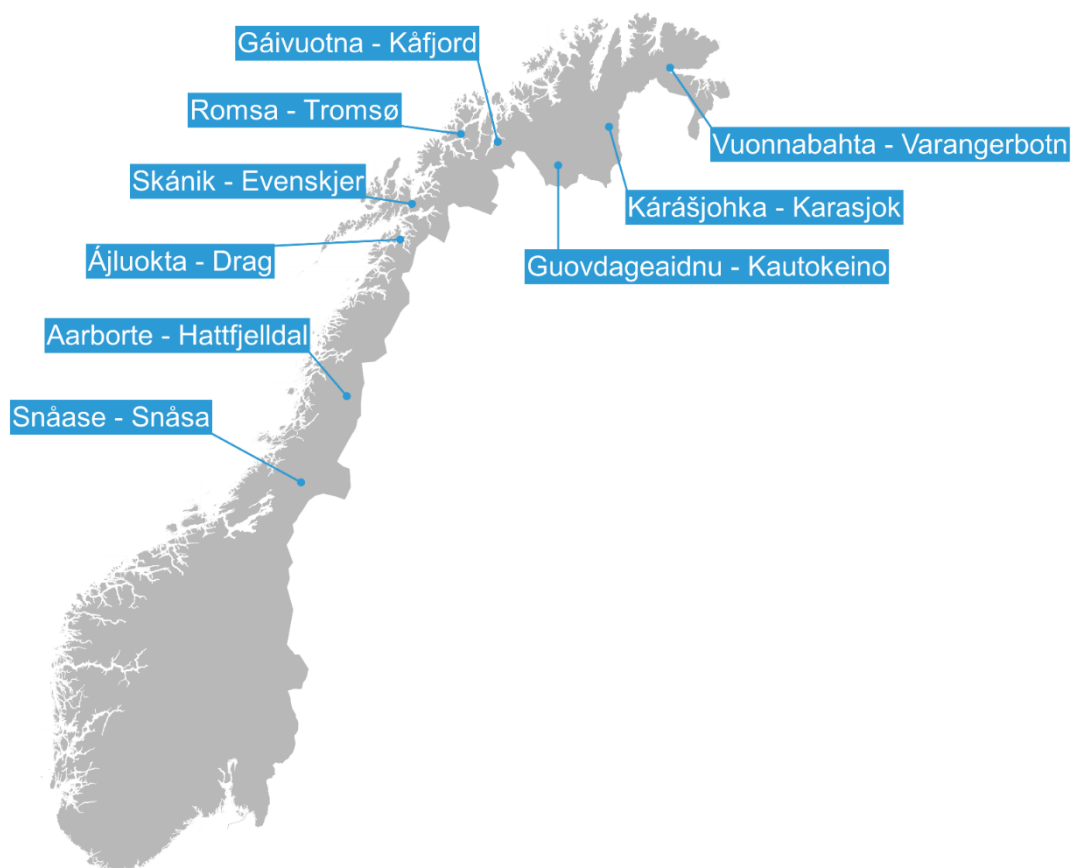 Gáivuotna - Kåfjord
Romsa - Tromsø
Vuonnabahta - Varangerbotn
Skánik - Evenskjer
Kárášjohka - Karasjok
Ájluokta - Drag
Guovdageaidnu - Kautokeino
Aarborte - Hattfjelldal
Snåase - Snåsa